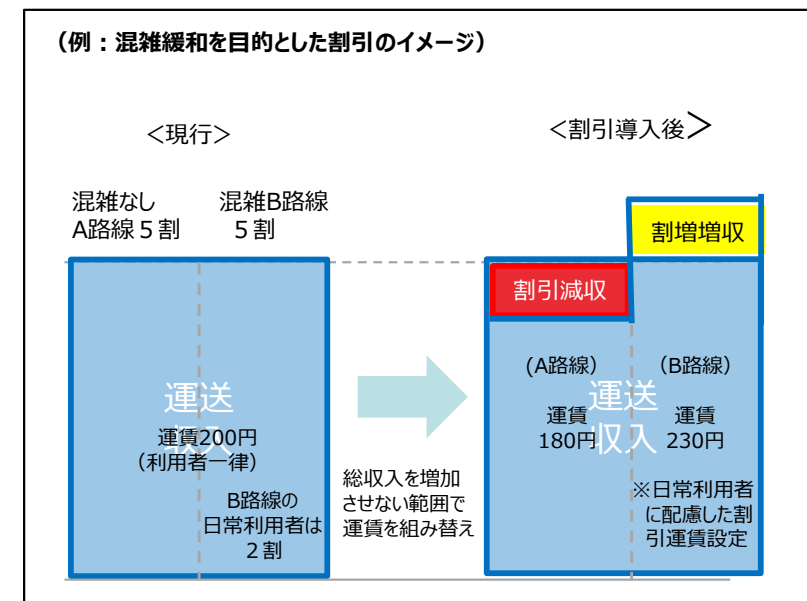 (例：混雑緩和を目的とした割引のイメージ)
＜現行＞
混雑なし
A路線５割
混雑B路線
５割
運送
収入
運賃200円
（利用者一律）
B路線の
日常利用者は
２割
総収入を増加
させない範囲で
運賃を組み替え
＜割引導入後＞
割増増収
割引減収
(A路線）
運賃
180円
（B路線）
運賃
230円
運送
収入
※日常利用者
に配慮した割
引運賃設定